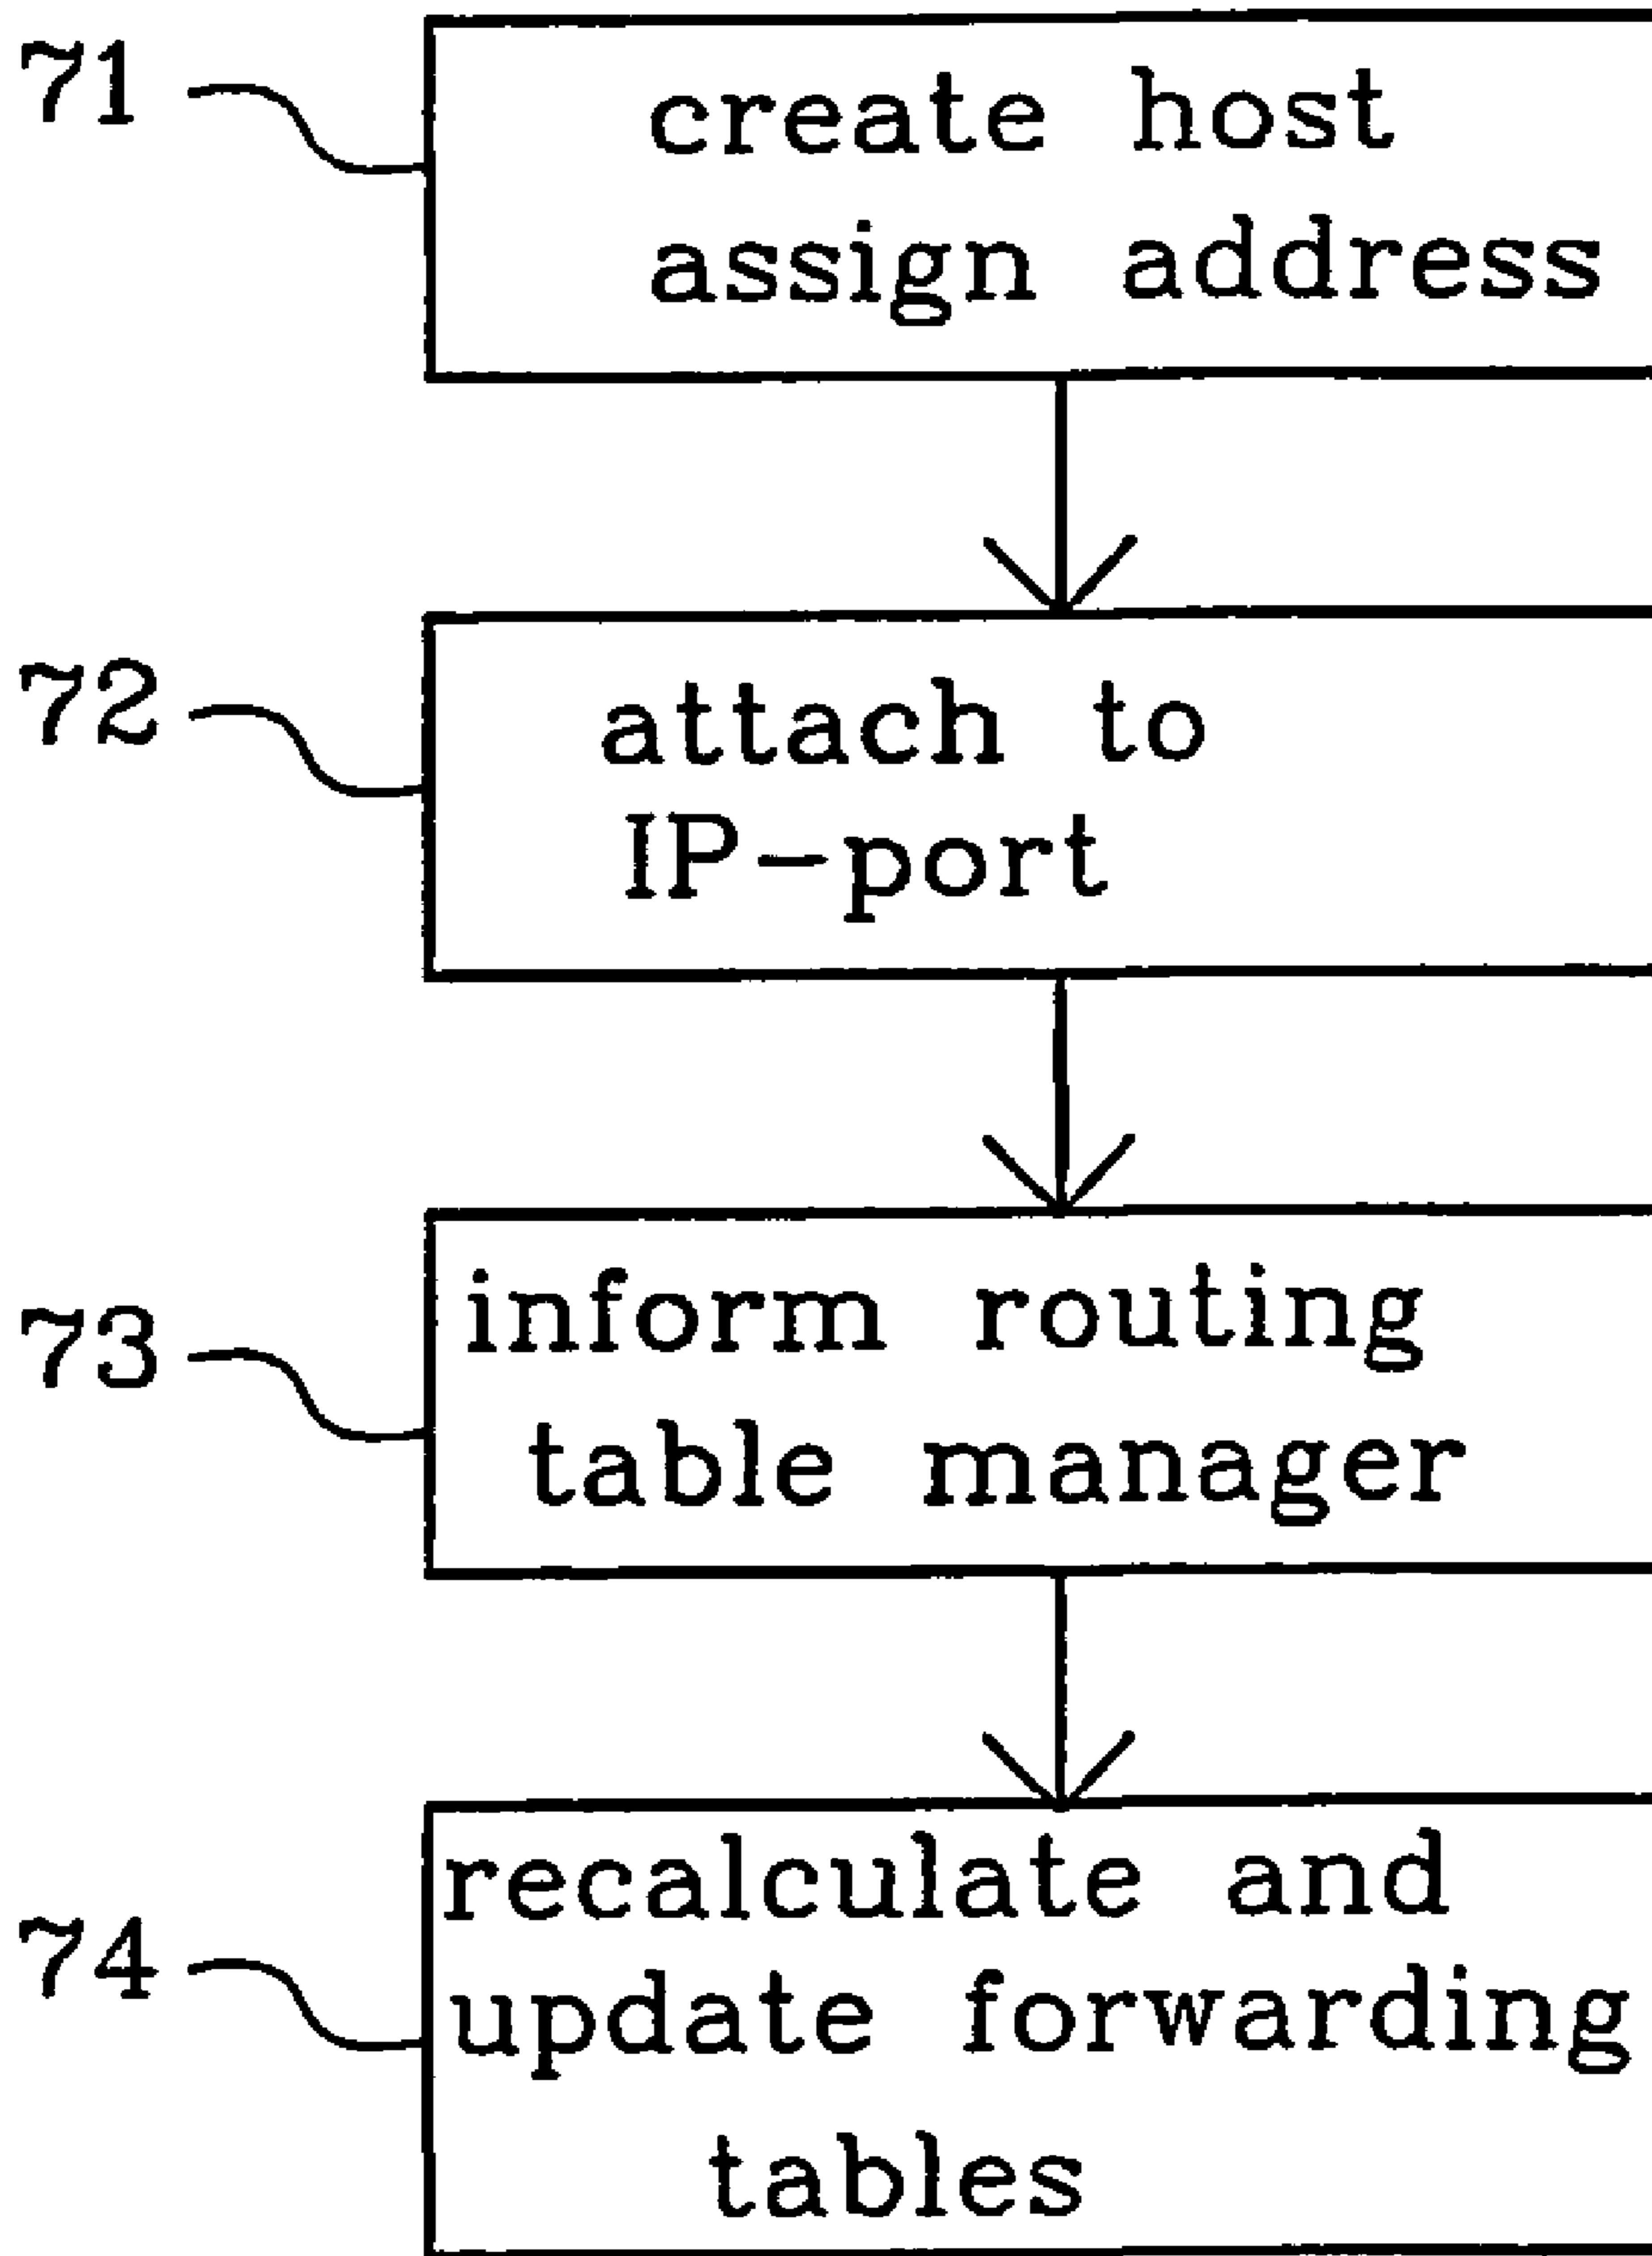 71
create host
assign address
72
attach to
IP-port
73
inform routing
table manager
74
recalculate and
update forwarding
tables